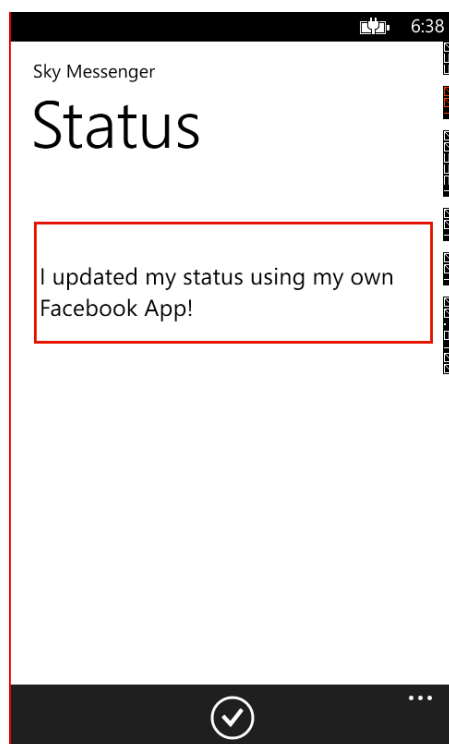 6:38
Sky Messenger
Status
I updated my status using my own
Facebook App!